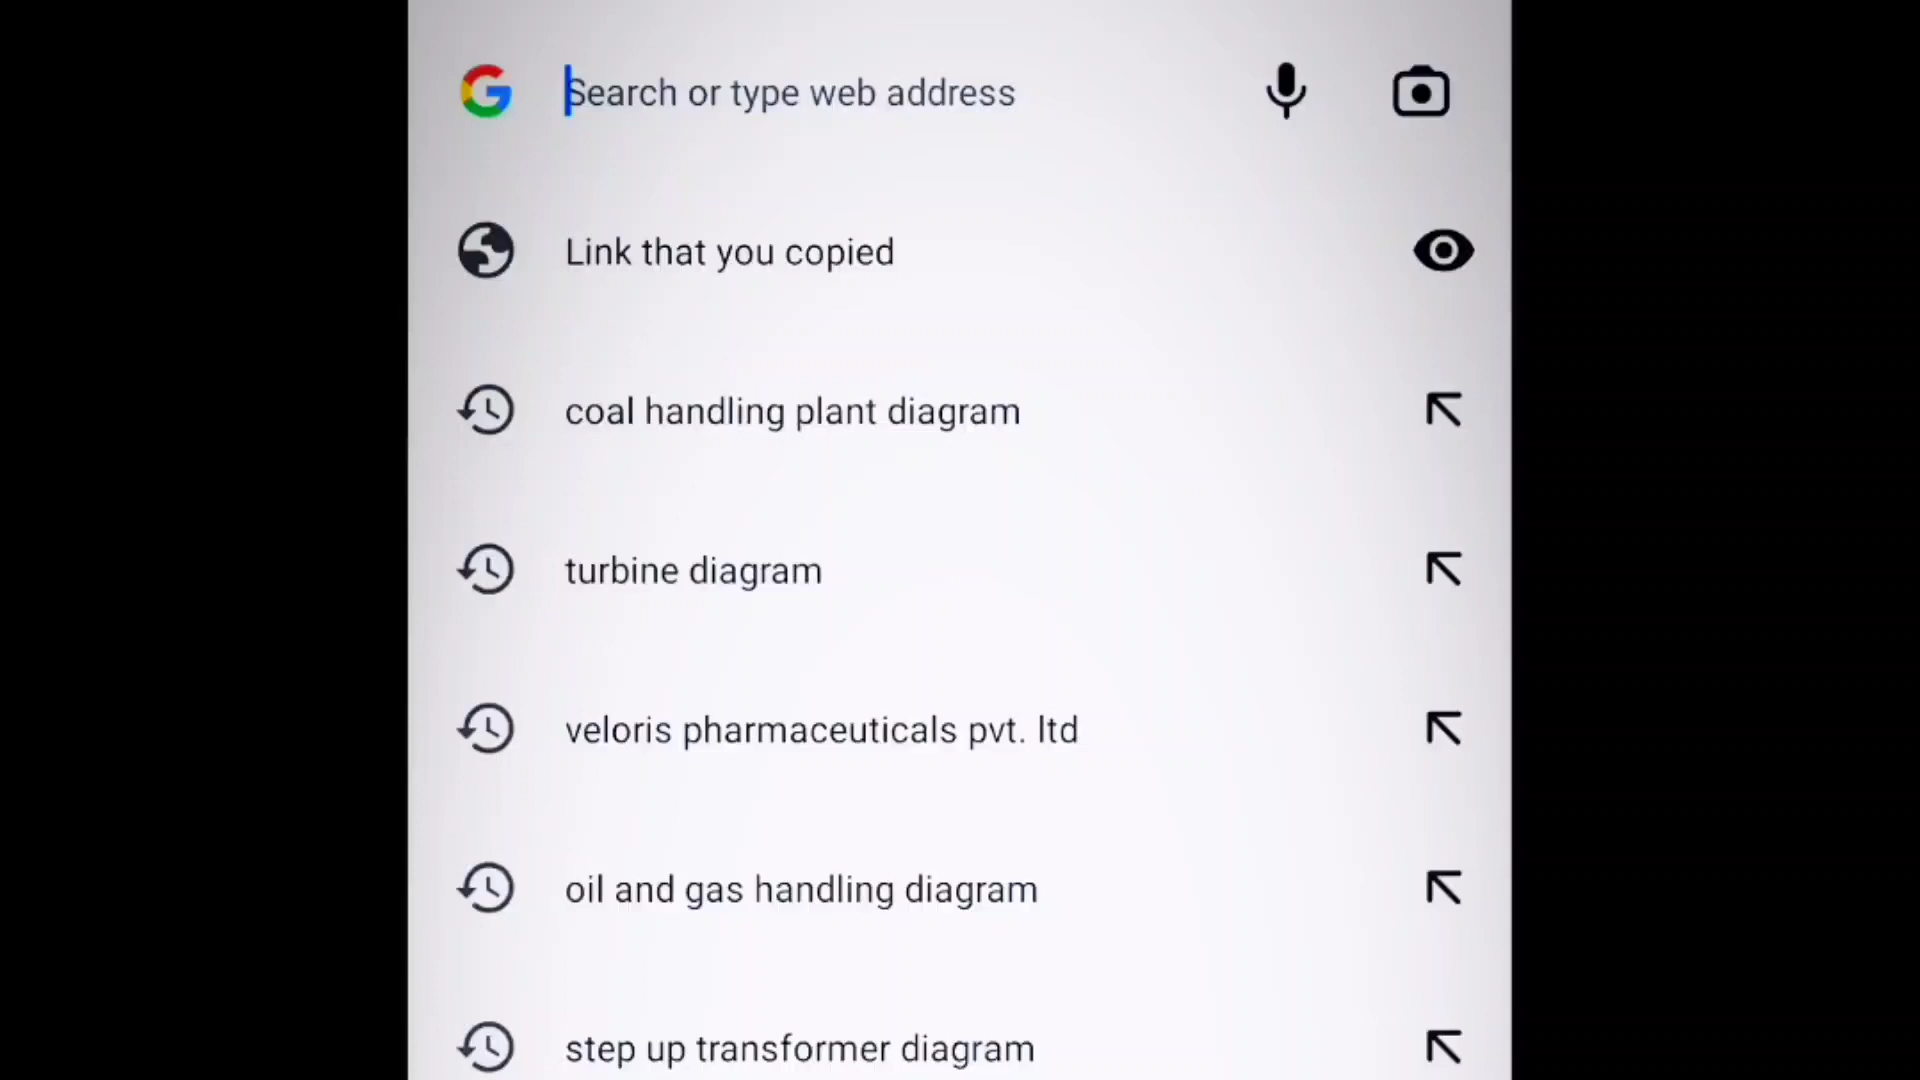 Search or type web address
Link that you copied
coal handling plant diagram
turbine diagram
veloris pharmaceuticals pvt. ltd
oil and gas handling diagram
step up transformer diagram